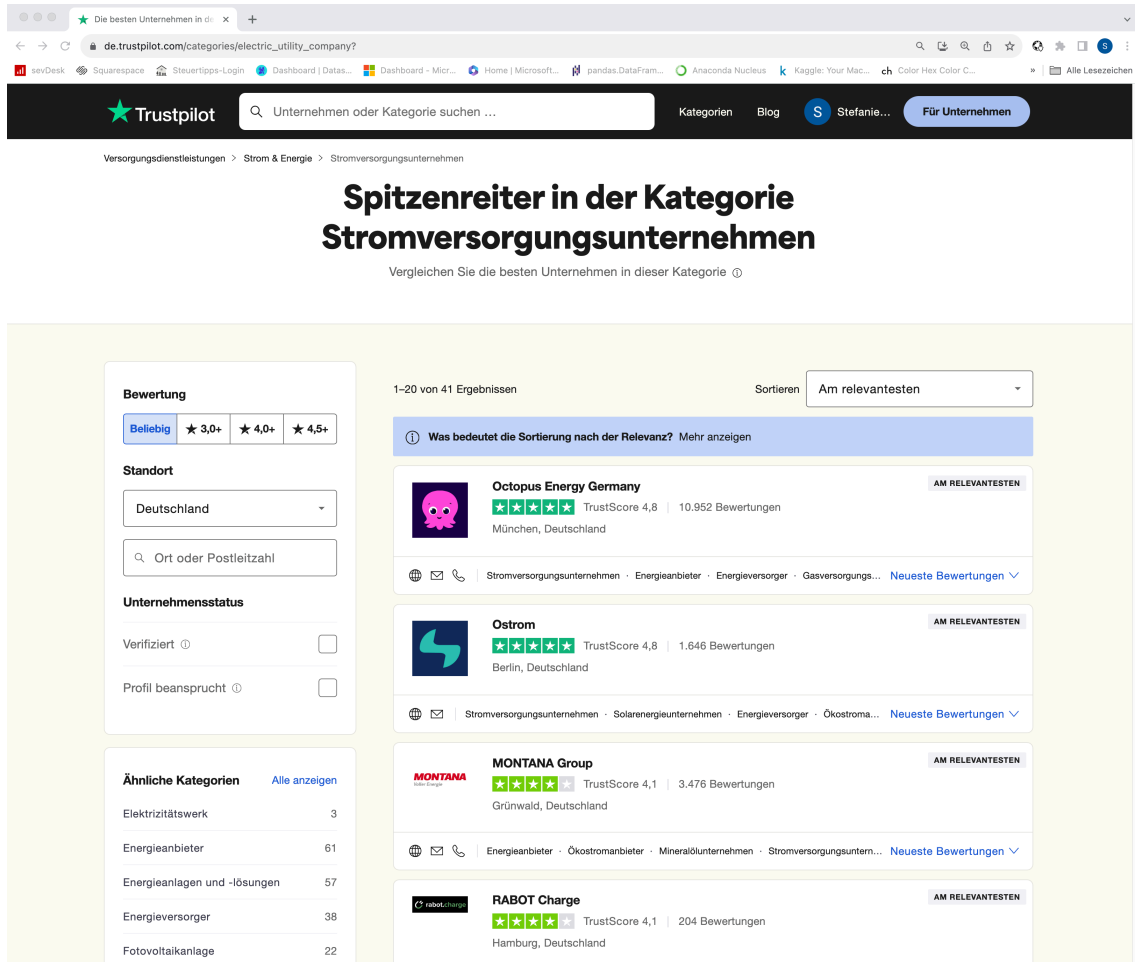 Die besten Unternehmen in de
de.trustpilot.com/categories/electric_utility_company?
S
sevDesk Squarespace Steuertipps-Login Dashboard | Datas... Dashboard - Micr... Home | Microsoft... pandas.DataFram... Anaconda Nucleus Kaggle: Your Mac... Color Hex Color C... » Alle Lesezeichen
Trustpilot Unternehmen oder Kategorie suchen ... Kategorien Blog S Stefanie... Für Unternehmen
Versorgungsdienstleistungen > Strom & Energie > Stromversorgungsunternehmen
Spitzenreiter in der Kategorie
Stromversorgungsunternehmen
Vergleichen Sie die besten Unternehmen in dieser Kategorie
Bewertung
Beliebig ★ 3,0+ ★ 4,0+ ★ 4,5+
Standort
Deutschland
Ort oder Postleitzahl
Unternehmensstatus
Verifiziert
Profil beansprucht
Ähnliche Kategorien Alle anzeigen
Elektrizitätswerk 3
Energieanbieter 61
Energieanlagen und -lösungen 57
Energieversorger 38
Fotovoltaikanlage 22
1–20 von 41 Ergebnissen Sortieren Am relevantesten
Was bedeutet die Sortierung nach der Relevanz? Mehr anzeigen
Octopus Energy Germany AM RELEVANTESTEN
TrustScore 4,8 | 10.952 Bewertungen
München, Deutschland
Stromversorgungsunternehmen · Energieanbieter · Energieversorger · Gasversorgungs... Neueste Bewertungen
Ostrom AM RELEVANTESTEN
TrustScore 4,8 | 1.646 Bewertungen
Berlin, Deutschland
Stromversorgungsunternehmen · Solarenergieunternehmen · Energieversorger · Ökostroma... Neueste Bewertungen
MONTANA
MONTANA Group AM RELEVANTESTEN
TrustScore 4,1 | 3.476 Bewertungen
Grünwald, Deutschland
Energieanbieter · Ökostromanbieter · Mineralölunternehmen · Stromversorgungsuntern... Neueste Bewertungen
rabot.charge
RABOT Charge AM RELEVANTESTEN
TrustScore 4,1 | 204 Bewertungen
Hamburg, Deutschland